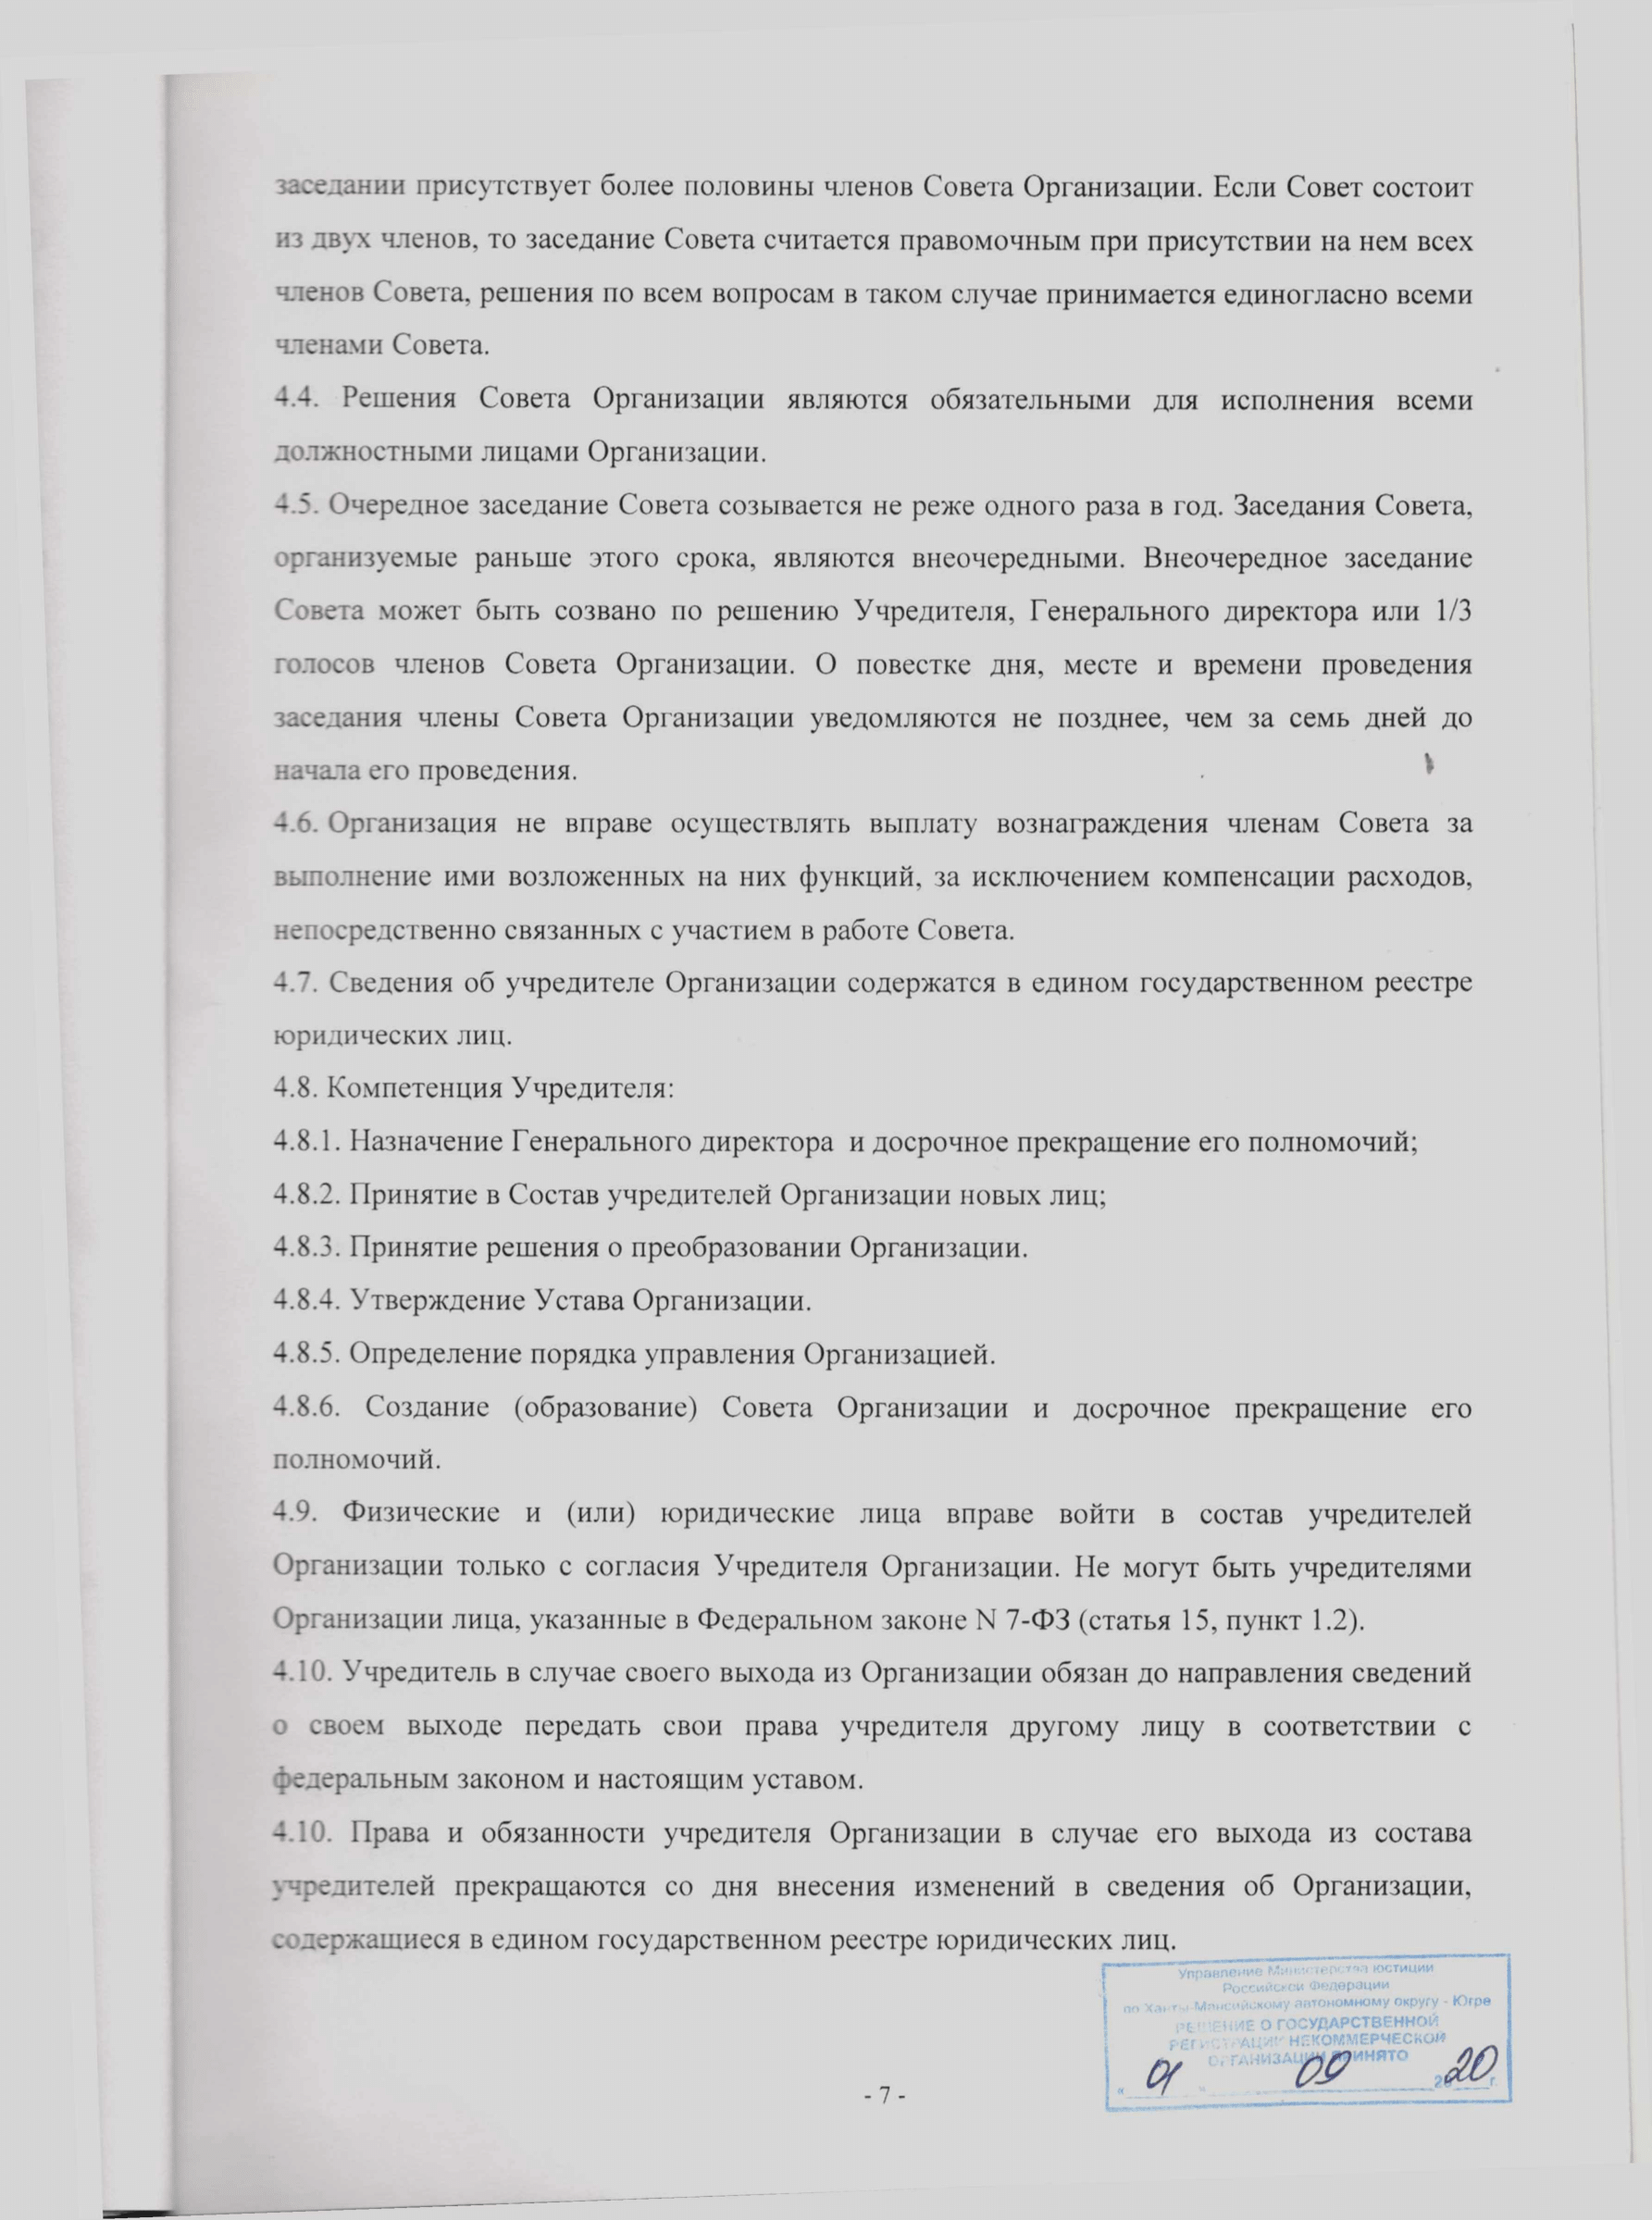 заседании присутствует более половины членов Совета Организации. Если Совет состоит
из двух членов, то заседание Совета считается правомочным при присутствии на нем всех
членов Совета, решения по всем вопросам в таком случае принимается единогласно всеми
членами Совета.
4.4. Решения Совета Организации являются обязательными для исполнения всеми
должностными лицами Организации.
4.5. Очередное заседание Совета созывается не реже одного раза в год. Заседания Совета,
организуемые раньше этого срока, являются внеочередными. Внеочередное заседание
Совета может быть созвано по решению Учредителя, Генерального директора или 1/3
голосов членов Совета Организации. О повестке дня, месте и времени проведения
заседания члены Совета Организации уведомляются не позднее, чем за семь дней до
начала его проведения.
4.6. Организация не вправе осуществлять выплату вознаграждения членам Совета за
выполнение ими возложенных на них функций, за исключением компенсации расходов,
непосредственно связанных с участием в работе Совета.
4.7. Сведения об учредителе Организации содержатся в едином государственном реестре
юридических лиц.
4.8. Компетенция Учредителя:
4.8.1. Назначение Генерального директора и досрочное прекращение его полномочий;
4.8.2. Принятие в Состав учредителей Организации новых лиц;
4.8.3. Принятие решения о преобразовании Организации.
4.8.4. Утверждение Устава Организации.
4.8.5. Определение порядка управления Организацией.
4.8.6. Создание (образование) Совета Организации и досрочное прекращение его
полномочий.
4.9. Физические и (или) юридические лица вправе войти в состав учредителей
Организации только с согласия Учредителя Организации. Не могут быть учредителями
Организации лица, указанные в Федеральном законе N 7-ФЗ (статья 15, пункт 1.2).
4.10. Учредитель в случае своего выхода из Организации обязан до направления сведений
о своем выходе передать свои права учредителя другому лицу в соответствии с
федеральным законом и настоящим уставом.
4.10. Права и обязанности учредителя Организации в случае его выхода из состава
учредителей прекращаются со дня внесения изменений в сведения об Организации,
содержащиеся в едином государственном реестре юридических лиц.
Управление Министерства юстиции
Российской Федерации
по Ханты-Мансийскому автономному округу - Югре
РЕШЕНИЕ О ГОСУДАРСТВЕННОЙ
РЕГИСТРАЦИИ НЕКОММЕРЧЕСКОЙ
ОРГАНИЗАЦИИ ПРИНЯТО
" 01 " 09 2020 г.
- 7 -